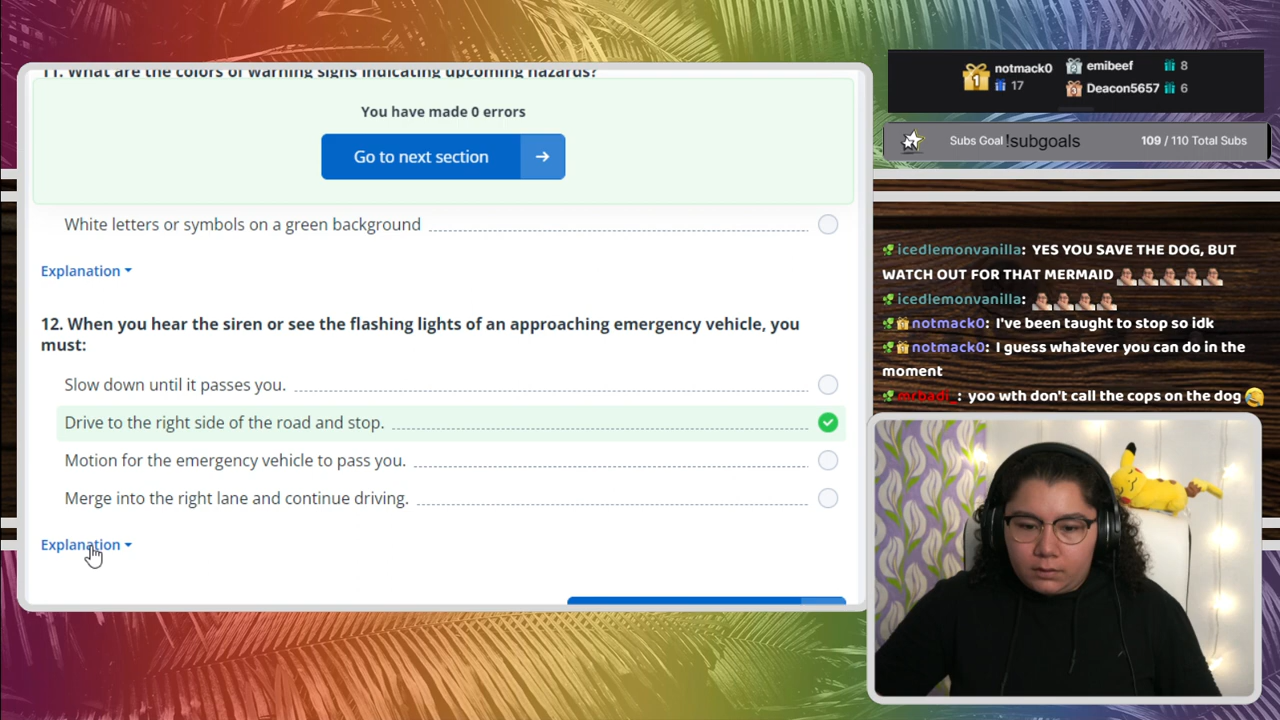 11. What are the colors of warning signs indicating upcoming hazards?
You have made 0 errors
Go to next section
White letters or symbols on a green background
Explanation
12. When you hear the siren or see the flashing lights of an approaching emergency vehicle, you
must:
Slow down until it passes you.
Drive to the right side of the road and stop.
Motion for the emergency vehicle to pass you.
Merge into the right lane and continue driving.
Explanation
1 notmack0 17
2 emibeef 8
3 Deacon5657 6
Subs Goal !subgoals 109 / 110 Total Subs
icedlemonvanilla: YES YOU SAVE THE DOG, BUT
WATCH OUT FOR THAT MERMAID
icedlemonvanilla:
notmack0: I've been taught to stop so idk
notmack0: I guess whatever you can do in the
moment
mrbadi_: yoo wth don't call the cops on the dog